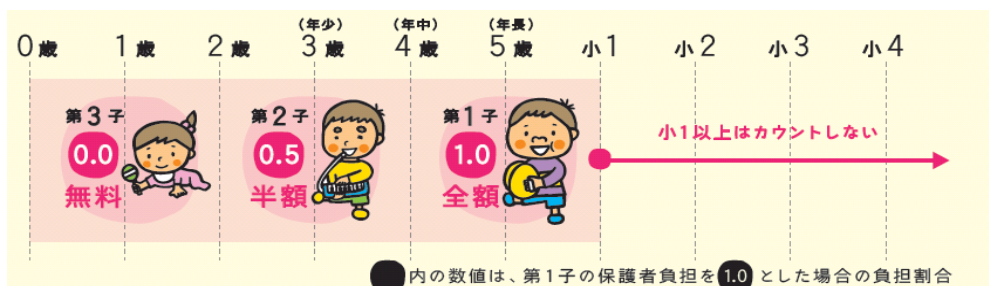 （年少） （年中） （年長）
0歳 1歳 2歳 3歳 4歳 5歳 小1 小2 小3 小4
第3子 第2子 第1子
0.0 0.5 1.0
無料 半額 全額
小1以上はカウントしない
内の数値は、第1子の保護者負担を 1.0 とした場合の負担割合